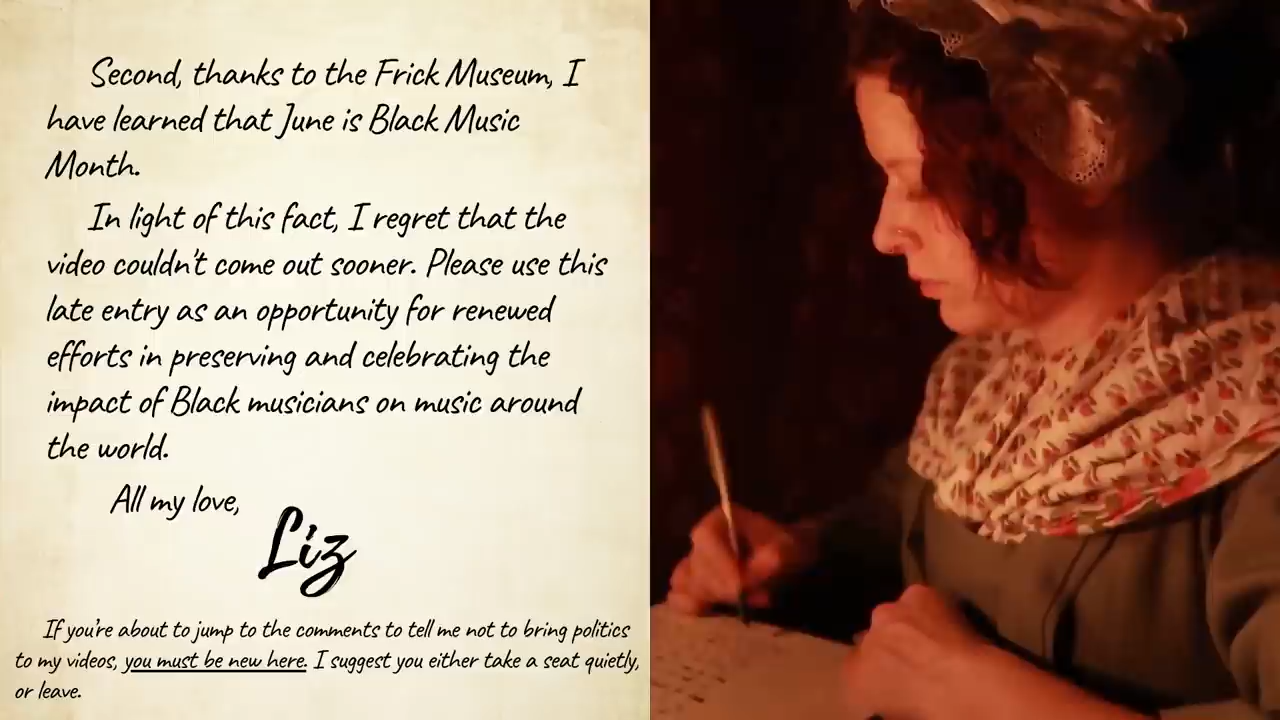 Second, thanks to the Frick Museum, I
have learned that June is Black Music
Month.
In light of this fact, I regret that the
video couldn't come out sooner. Please use this
late entry as an opportunity for renewed
efforts in preserving and celebrating the
impact of Black musicians on music around
the world.
All my love,
Liz
If you're about to jump to the comments to tell me not to bring politics
to my videos, you must be new here. I suggest you either take a seat quietly,
or leave.